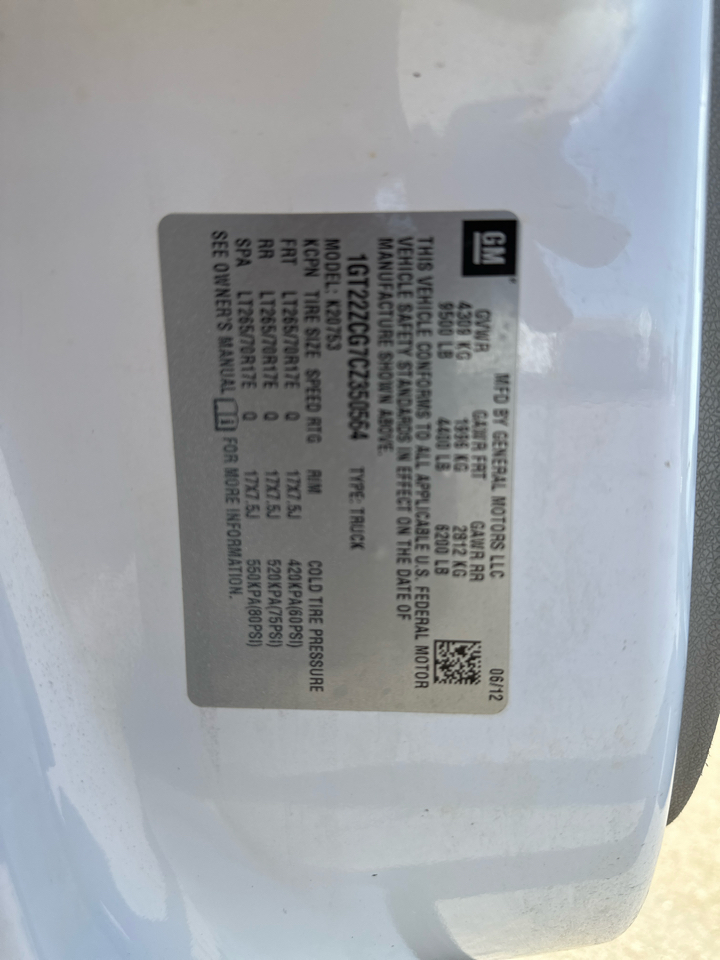 GM
MFD BY GENERAL MOTORS LLC 06/12
GVWR GAWR FRT GAWR RR
4309 KG 1996 KG 2812 KG
9500 LB 4400 LB 6200 LB
THIS VEHICLE CONFORMS TO ALL APPLICABLE U.S. FEDERAL MOTOR
VEHICLE SAFETY STANDARDS IN EFFECT ON THE DATE OF
MANUFACTURE SHOWN ABOVE.
1GT22ZCG7CZ350564 TYPE: TRUCK
MODEL: K20753
KCPN TIRE SIZE SPEED RTG RIM COLD TIRE PRESSURE
FRT LT265/70R17E Q 17X7.5J 420KPA(60PSI)
RR LT265/70R17E Q 17X7.5J 520KPA(75PSI)
SPA LT265/70R17E Q 17X7.5J 550KPA(80PSI)
SEE OWNER'S MANUAL FOR MORE INFORMATION.